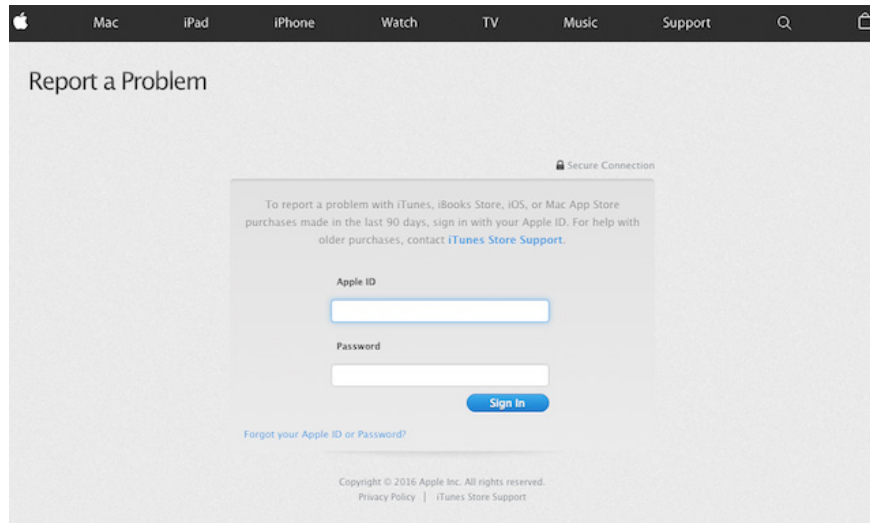 Mac iPad iPhone Watch TV Music Support
Report a Problem
Secure Connection
To report a problem with iTunes, iBooks Store, iOS, or Mac App Store
purchases made in the last 90 days, sign in with your Apple ID. For help with
older purchases, contact iTunes Store Support.
Apple ID
Password
Sign In
Forgot your Apple ID or Password?
Copyright © 2016 Apple Inc. All rights reserved.
Privacy Policy | iTunes Store Support